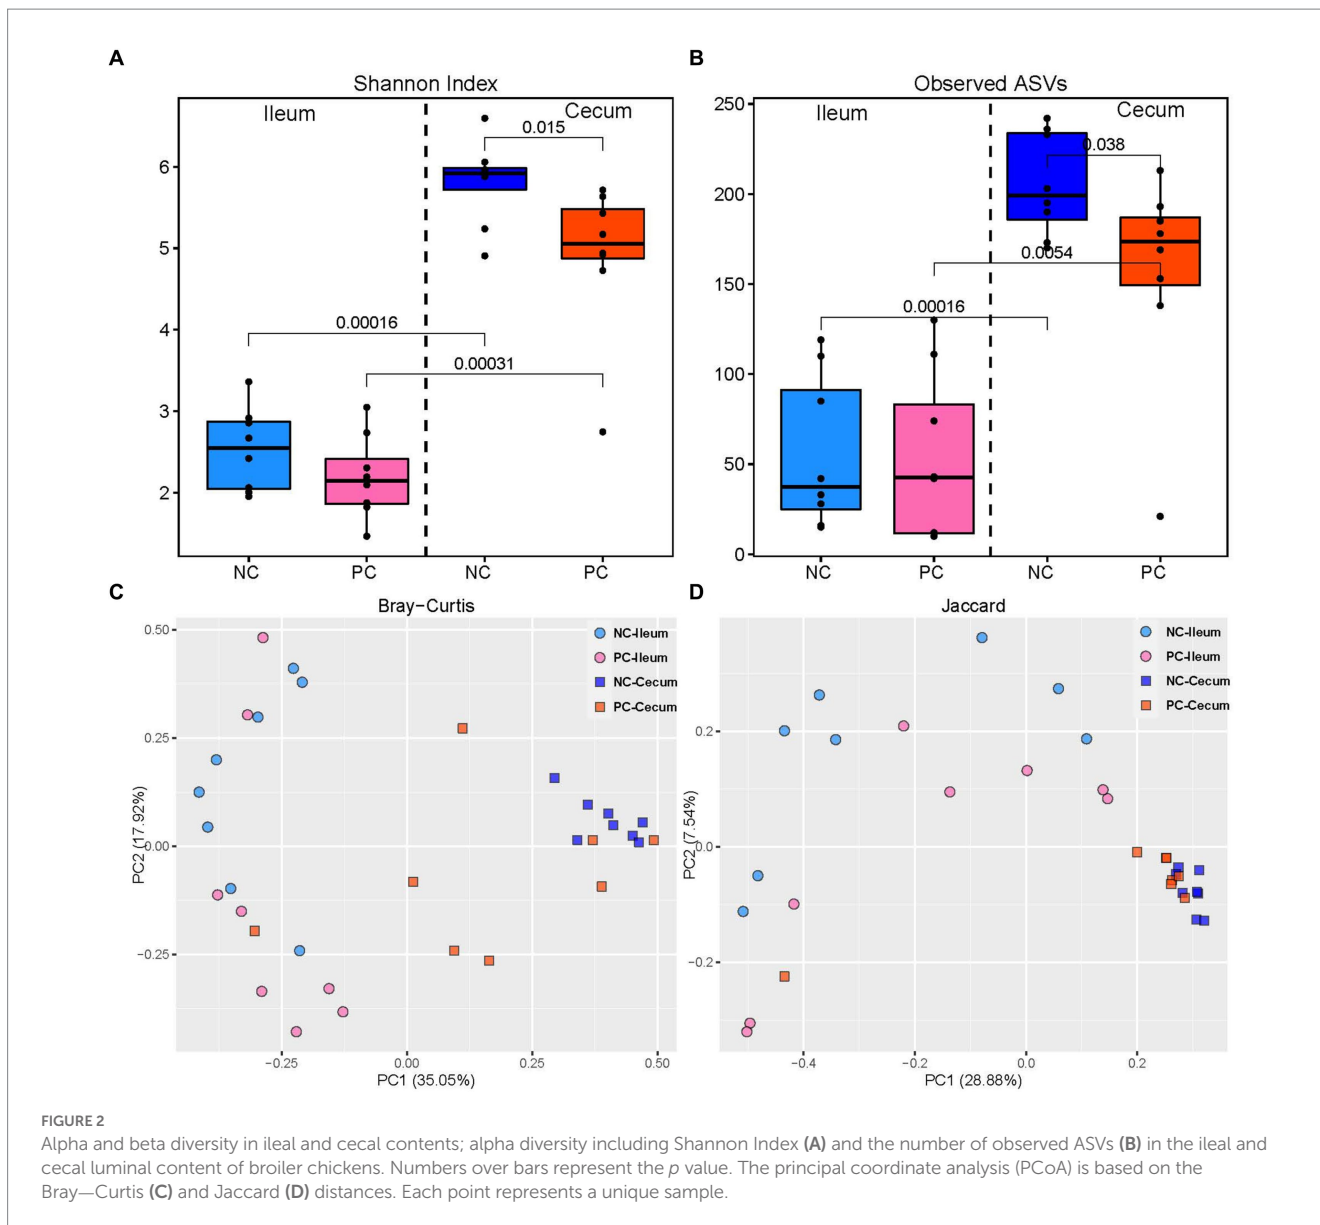 A
Shannon Index
Ileum
Cecum
0.015
0.00016
0.00031
6
5
4
3
2
NC
PC
NC
PC
B
Observed ASVs
Ileum
Cecum
0.038
0.0054
0.00016
250
200
150
100
50
0
NC
PC
NC
PC
C
Bray−Curtis
NC-Ileum
PC-Ileum
NC-Cecum
PC-Cecum
PC2 (17.92%)
0.50
0.25
0.00
−0.25
−0.25
0.00
0.25
0.50
PC1 (35.05%)
D
Jaccard
NC-Ileum
PC-Ileum
NC-Cecum
PC-Cecum
PC2 (7.54%)
0.2
0.0
−0.2
−0.4
−0.2
0.0
0.2
PC1 (28.88%)
FIGURE 2
Alpha and beta diversity in ileal and cecal contents; alpha diversity including Shannon Index (A) and the number of observed ASVs (B) in the ileal and
cecal luminal content of broiler chickens. Numbers over bars represent the p value. The principal coordinate analysis (PCoA) is based on the
Bray—Curtis (C) and Jaccard (D) distances. Each point represents a unique sample.